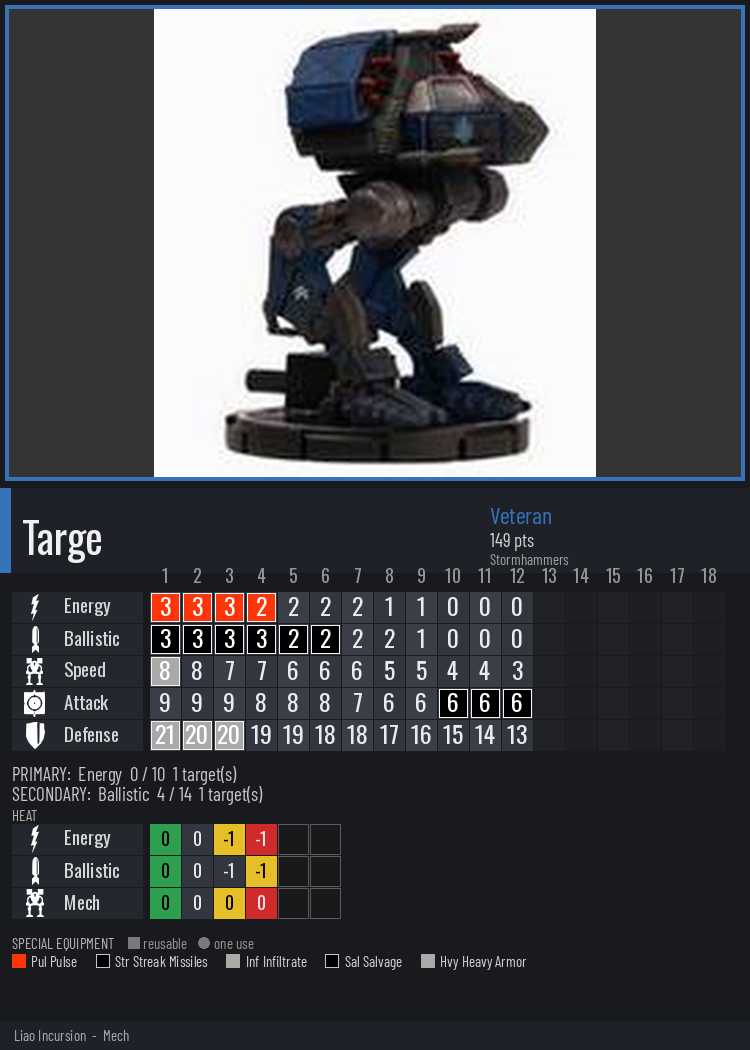 Targe
Veteran
149 pts
Stormhammers
1 2 3 4 5 6 7 8 9 10 11 12 13 14 15 16 17 18
Energy 3 3 3 2 2 2 2 1 1 0 0 0
Ballistic 3 3 3 3 2 2 2 2 1 0 0 0
Speed 8 8 7 7 6 6 6 5 5 4 4 3
Attack 9 9 9 8 8 8 7 6 6 6 6 6
Defense 21 20 20 19 19 18 18 17 16 15 14 13
PRIMARY: Energy 0 / 10 1 target(s)
SECONDARY: Ballistic 4 / 14 1 target(s)
HEAT
Energy 0 0 -1 -1
Ballistic 0 0 -1 -1
Mech 0 0 0 0
SPECIAL EQUIPMENT reusable one use
Pul Pulse Str Streak Missiles Inf Infiltrate Sal Salvage Hvy Heavy Armor
Liao Incursion - Mech